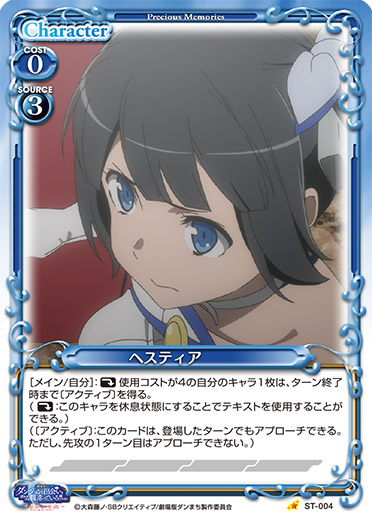 Precious Memories
Character
COST
0
SOURCE
3
ヘスティア
[メイン/自分]：使用コストが4の自分のキャラ1枚は、ターン終了
時まで〔アクティブ〕を得る。
（：このキャラを休息状態にすることでテキストを使用することが
できる。）
（〔アクティブ〕：このカードは、登場したターンでもアプローチできる。
ただし、先攻の1ターン目はアプローチできない。）
©大森藤ノ・SBクリエイティブ/劇場版ダンまち製作委員会
ST-004